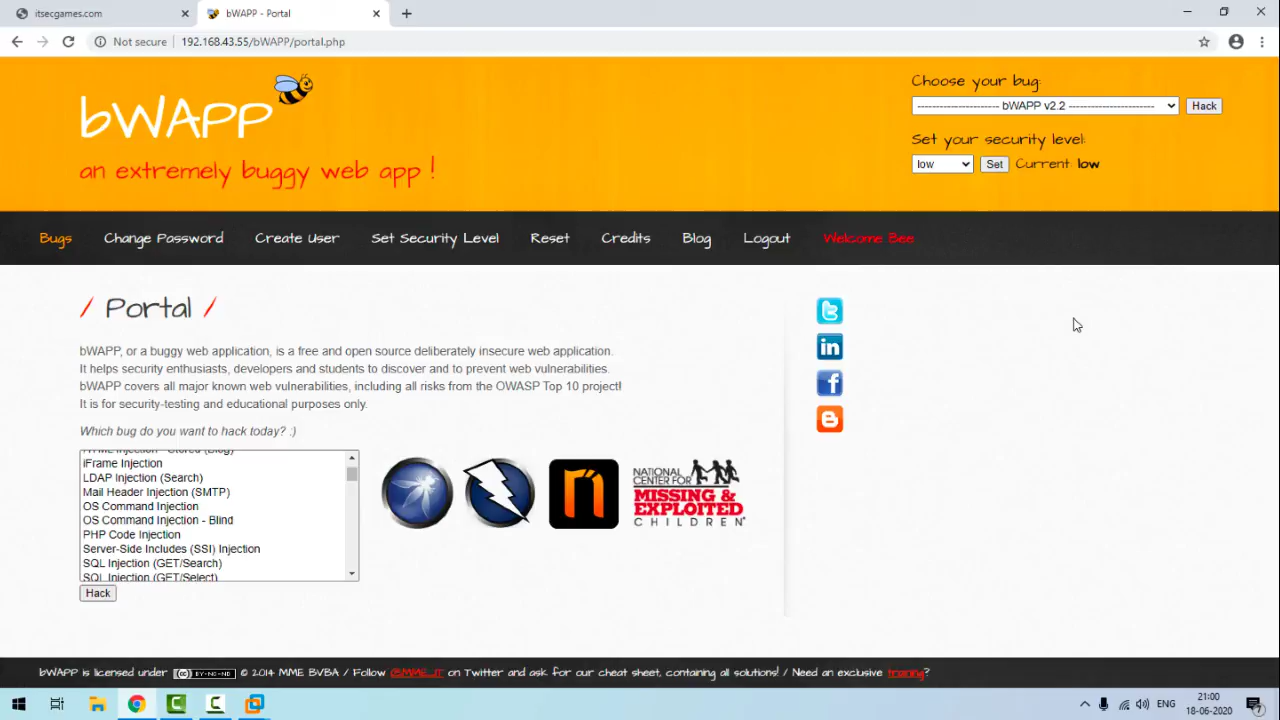 itsecgames.com
bWAPP - Portal
Not secure
192.168.43.55/bWAPP/portal.php
bWAPP
an extremely buggy web app !
Choose your bug:
---------------------- bWAPP v2.2 -----------------------
Hack
Set your security level:
low
Set
Current: low
Bugs
Change Password
Create User
Set Security Level
Reset
Credits
Blog
Logout
Welcome Bee
/ Portal /
bWAPP, or a buggy web application, is a free and open source deliberately insecure web application.
It helps security enthusiasts, developers and students to discover and to prevent web vulnerabilities.
bWAPP covers all major known web vulnerabilities, including all risks from the OWASP Top 10 project!
It is for security-testing and educational purposes only.
Which bug do you want to hack today? :)
HTML Injection - Stored (Blog)
iFrame Injection
LDAP Injection (Search)
Mail Header Injection (SMTP)
OS Command Injection
OS Command Injection - Blind
PHP Code Injection
Server-Side Includes (SSI) Injection
SQL Injection (GET/Search)
SQL Injection (GET/Select)
Hack
NATIONAL
CENTER FOR
MISSING &
EXPLOITED
CHILDREN
bWAPP is licensed under BY-NC-ND © 2014 MME BVBA / Follow @MME_IT on Twitter and ask for our cheat sheet, containing all solutions! / Need an exclusive training?
ENG
21:00
18-06-2020